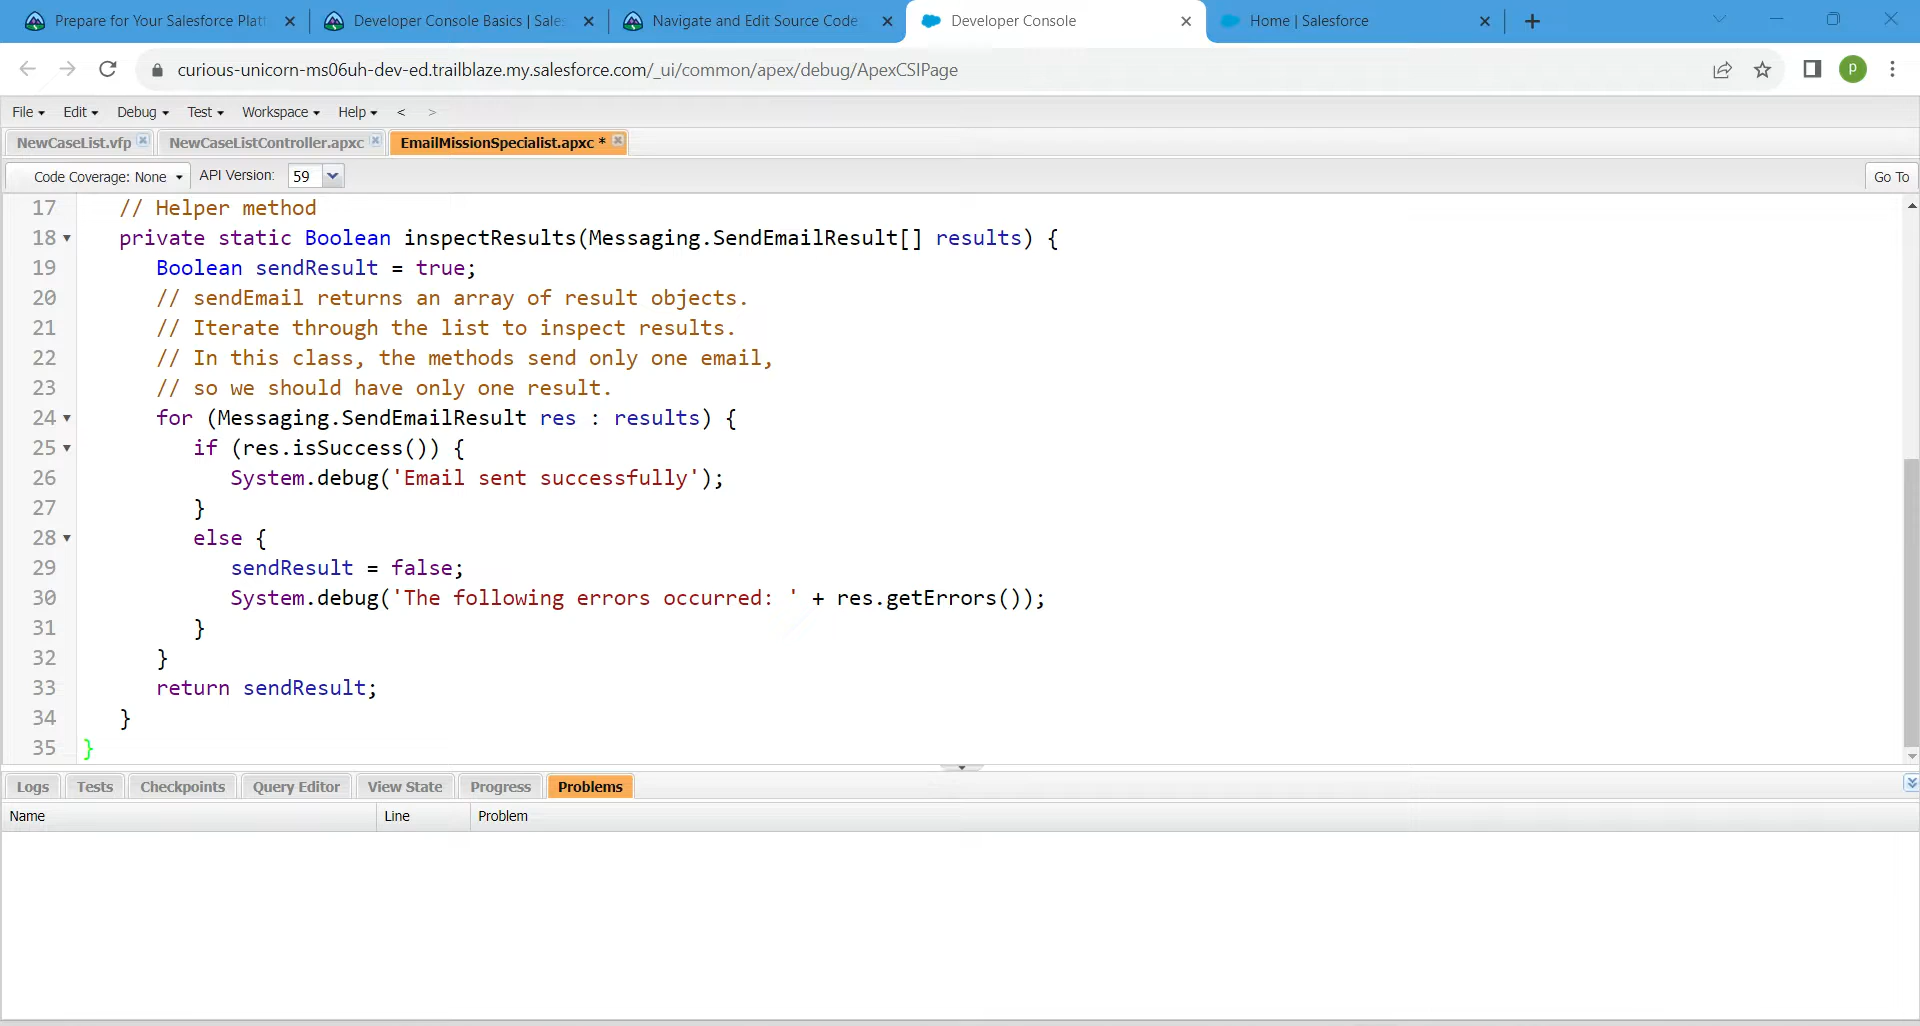 Prepare for Your Salesforce Platf
Developer Console Basics | Sales
Navigate and Edit Source Code
Developer Console
Home | Salesforce
curious-unicorn-ms06uh-dev-ed.trailblaze.my.salesforce.com/_ui/common/apex/debug/ApexCSIPage
P
File Edit Debug Test Workspace Help < >
NewCaseList.vfp NewCaseListController.apxc EmailMissionSpecialist.apxc *
Code Coverage: None API Version: 59 Go To
17 // Helper method
18 private static Boolean inspectResults(Messaging.SendEmailResult[] results) {
19 Boolean sendResult = true;
20 // sendEmail returns an array of result objects.
21 // Iterate through the list to inspect results.
22 // In this class, the methods send only one email,
23 // so we should have only one result.
24 for (Messaging.SendEmailResult res : results) {
25 if (res.isSuccess()) {
26 System.debug('Email sent successfully');
27 }
28 else {
29 sendResult = false;
30 System.debug('The following errors occurred: ' + res.getErrors());
31 }
32 }
33 return sendResult;
34 }
35 }
Logs Tests Checkpoints Query Editor View State Progress Problems
Name Line Problem